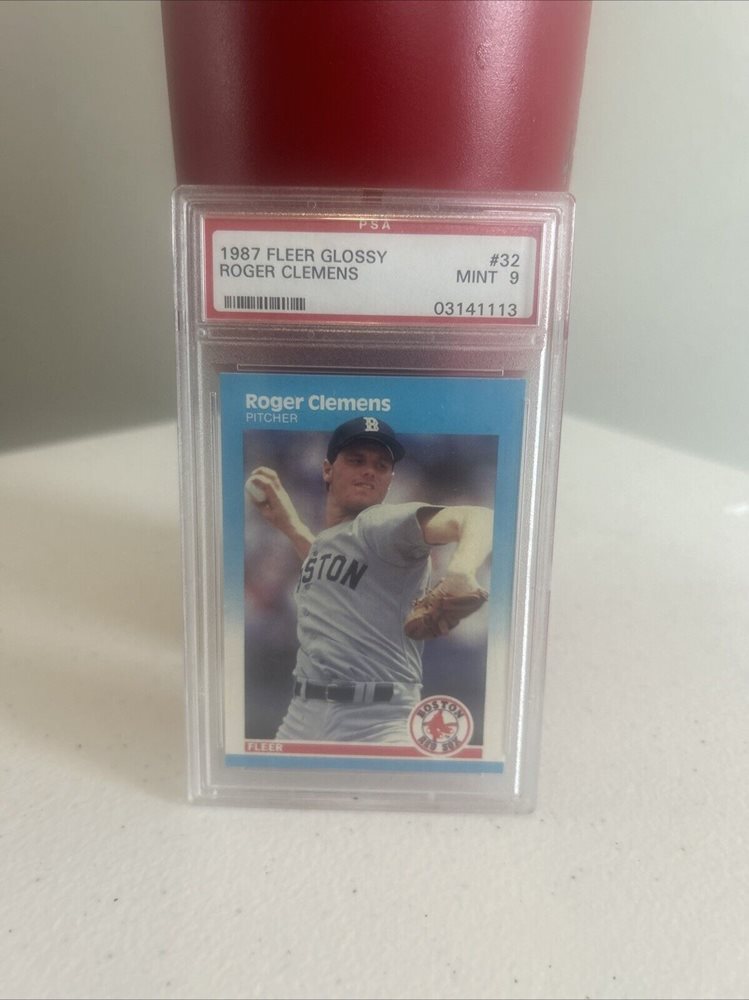 PSA
1987 FLEER GLOSSY #32
ROGER CLEMENS MINT 9
03141113
Roger Clemens
PITCHER
B
STON
BOSTON
RED SOX
FLEER